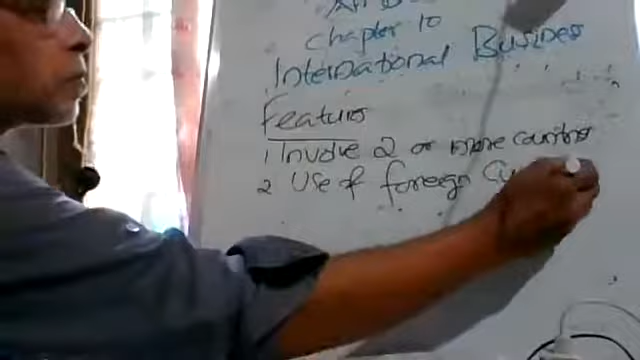 Chapter 10
International Business
Features
1 Involve 2 or more countries
2 Use of foreign